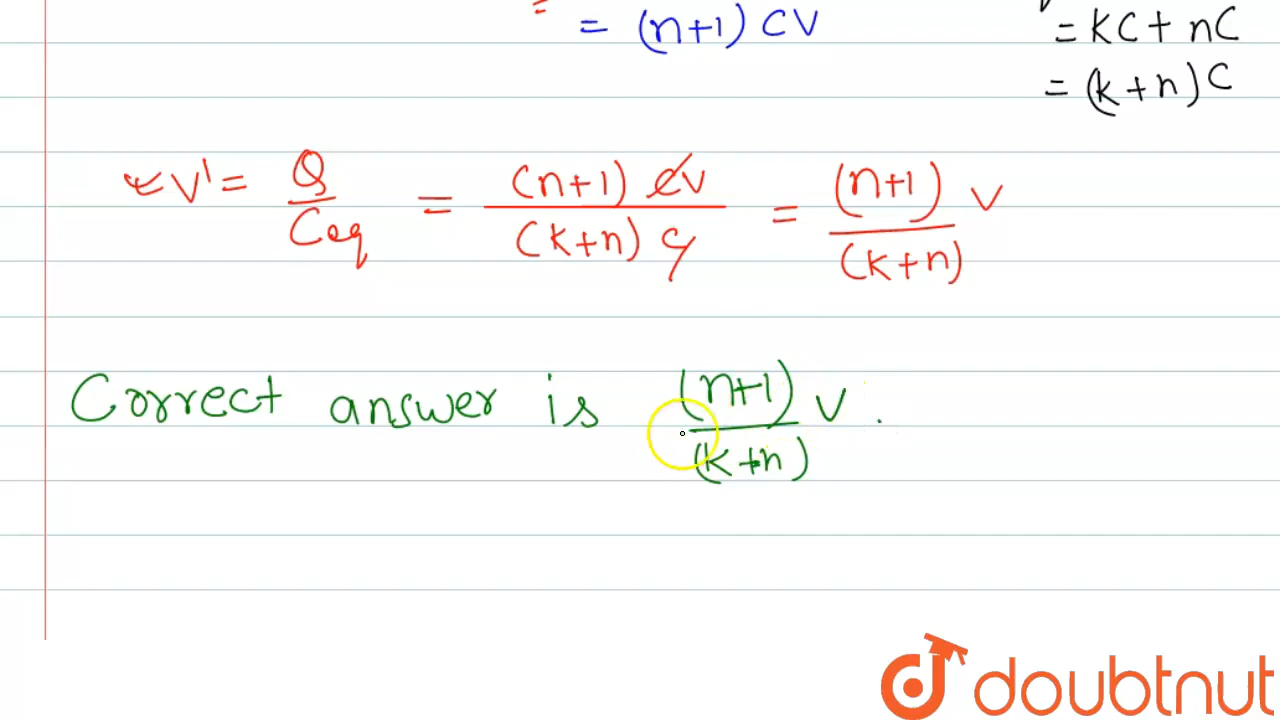 = (n+1) CV
= KC + nC
= (K+n) C
V' = Q/Ceq = (n+1) CV / (K+n) C = (n+1)/(K+n) V
Correct answer is (n+1)/(K+n) V .
doubtnut